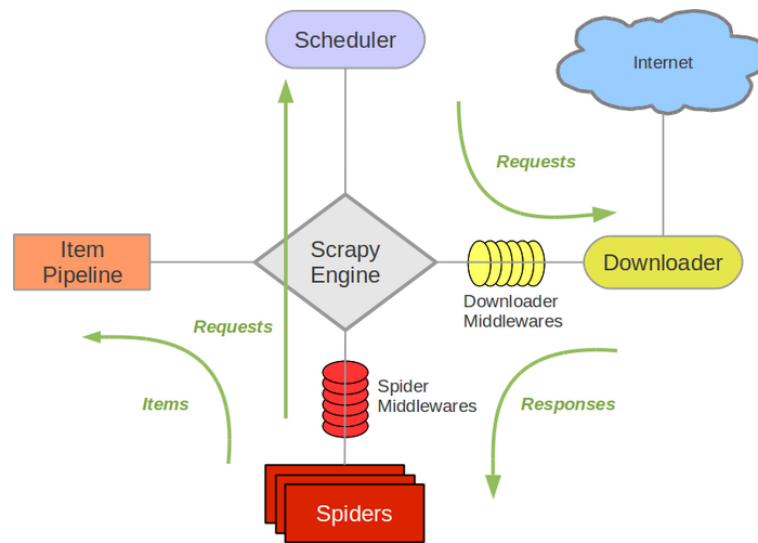 Scheduler
Internet
Requests
Item
Pipeline
Scrapy
Engine
Downloader
Downloader
Middlewares
Requests
Spider
Middlewares
Items
Responses
Spiders